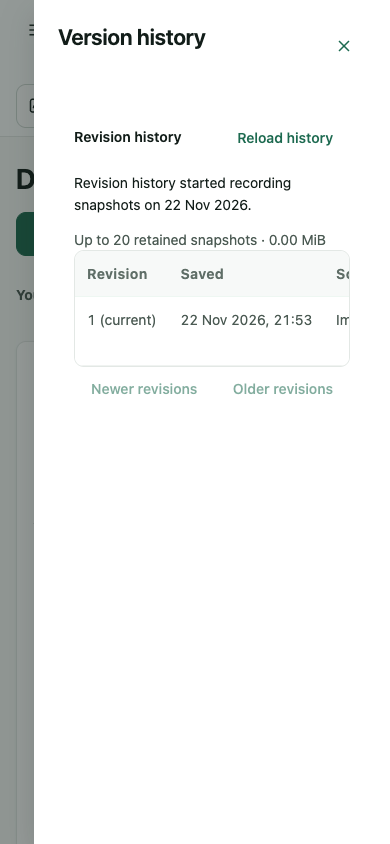 Version history
Revision history
Reload history
Revision history started recording
snapshots on 22 Nov 2026.
Up to 20 retained snapshots · 0.00 MiB
Revision Saved
1 (current) 22 Nov 2026, 21:53
Newer revisions Older revisions